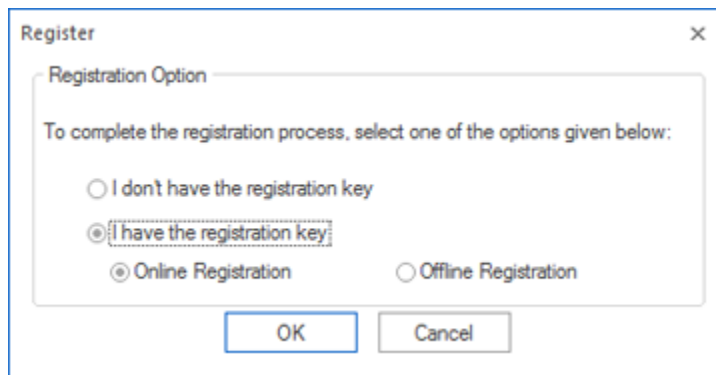 Register
Registration Option
To complete the registration process, select one of the options given below:
I don't have the registration key
I have the registration key
Online Registration Offline Registration
OK Cancel